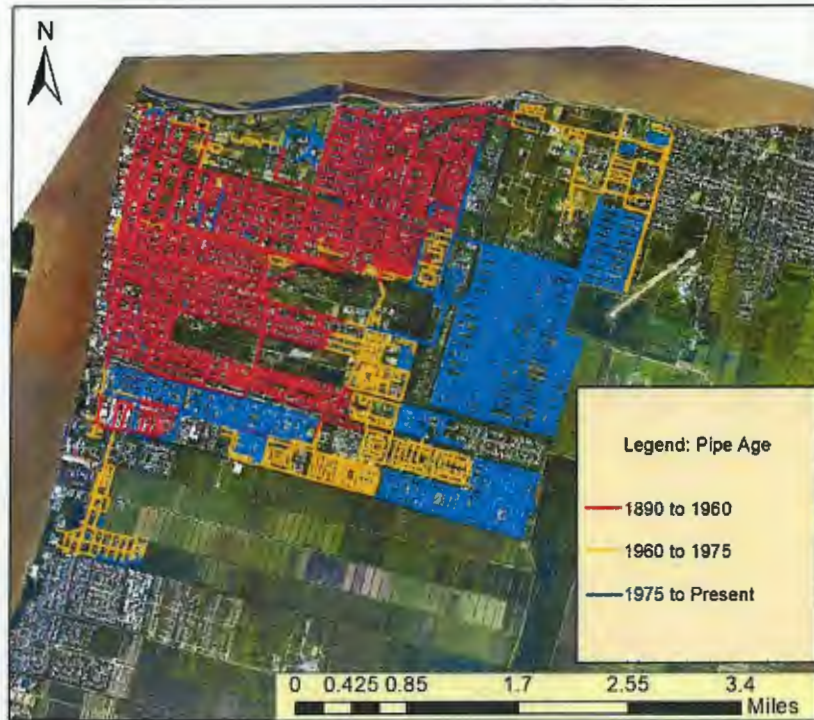 N
Legend: Pipe Age
1890 to 1960
1960 to 1975
1975 to Present
0 0.425 0.85 1.7 2.55 3.4
Miles